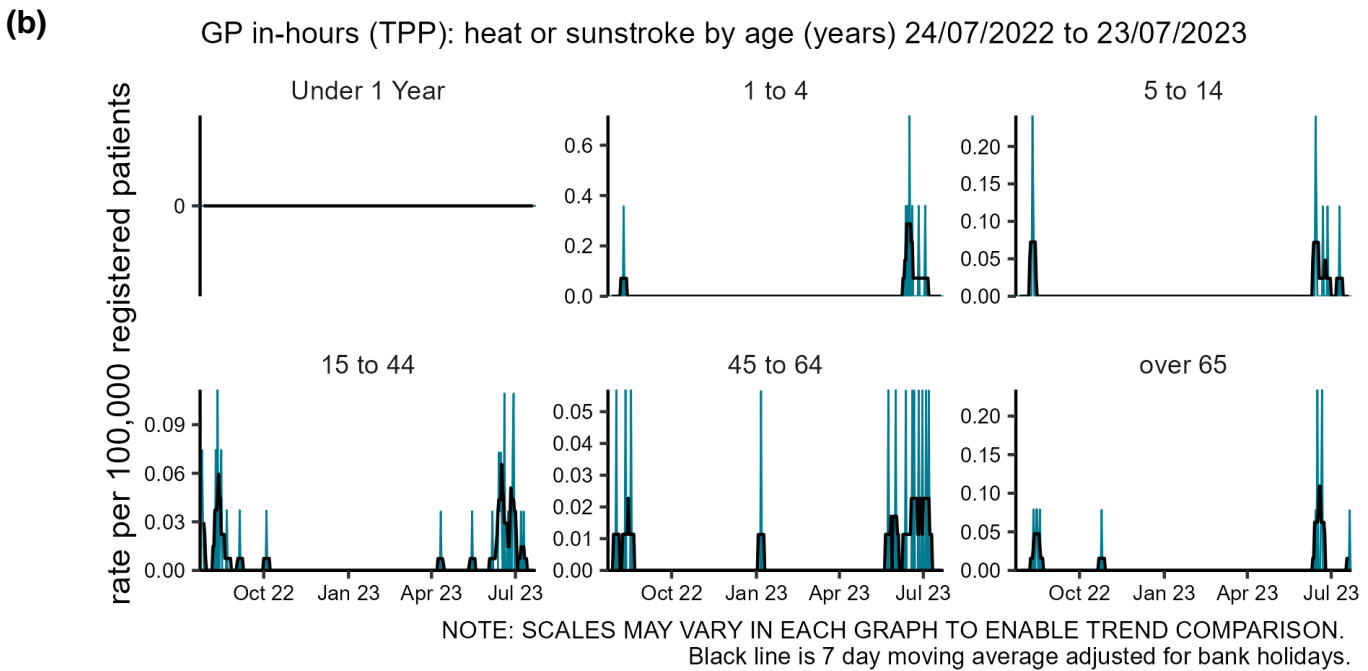 (b)
GP in-hours (TPP): heat or sunstroke by age (years) 24/07/2022 to 23/07/2023
rate per 100,000 registered patients
Under 1 Year
0
1 to 4
0.6
0.4
0.2
0.0
5 to 14
0.20
0.15
0.10
0.05
0.00
15 to 44
0.09
0.06
0.03
0.00
Oct 22 Jan 23 Apr 23 Jul 23
45 to 64
0.05
0.04
0.03
0.02
0.01
0.00
Oct 22 Jan 23 Apr 23 Jul 23
over 65
0.20
0.15
0.10
0.05
0.00
Oct 22 Jan 23 Apr 23 Jul 23
NOTE: SCALES MAY VARY IN EACH GRAPH TO ENABLE TREND COMPARISON.
Black line is 7 day moving average adjusted for bank holidays.